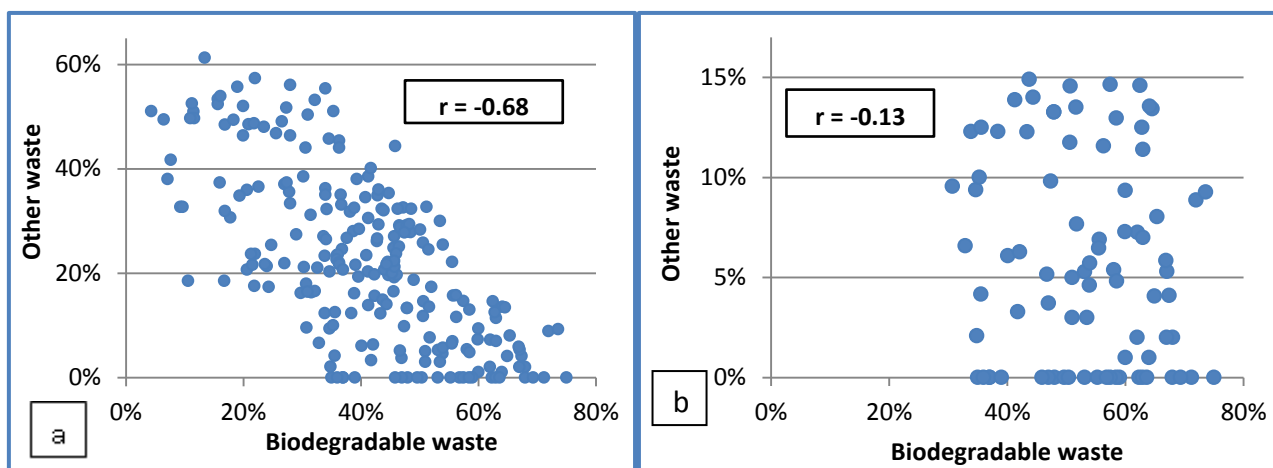 60%
40%
20%
0%
0% 20% 40% 60% 80%
Other waste
Biodegradable waste
r = -0.68
a
15%
10%
5%
0%
0% 20% 40% 60% 80%
Other waste
Biodegradable waste
r = -0.13
b